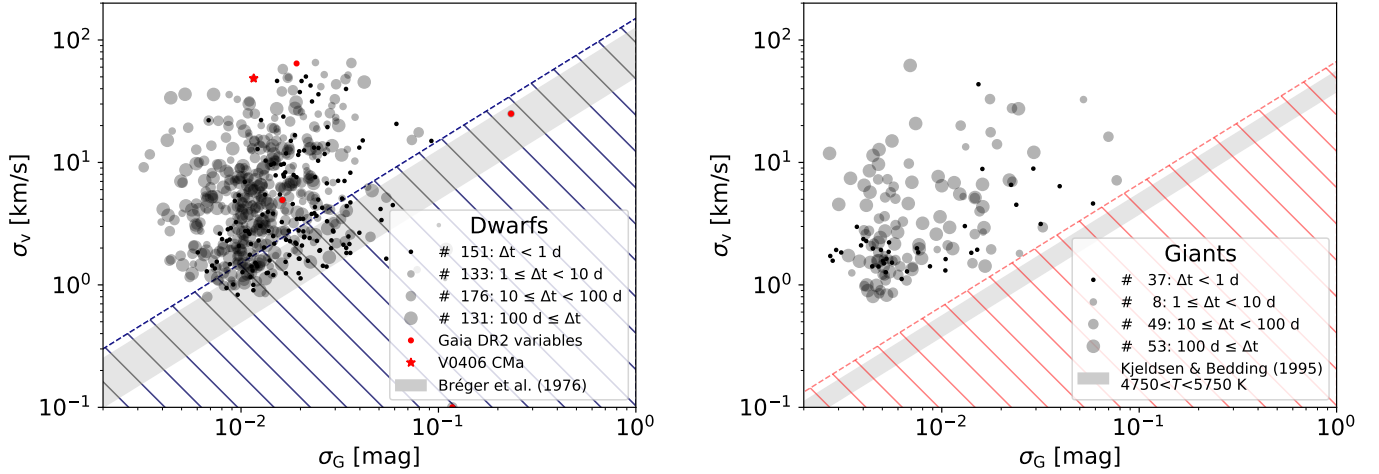 10²
10¹
10⁰
10⁻¹
σᵥ [km/s]
10⁻²
10⁻¹
10⁰
σ_G [mag]
Dwarfs
# 151: Δt < 1 d
# 133: 1 ≤ Δt < 10 d
# 176: 10 ≤ Δt < 100 d
# 131: 100 d ≤ Δt
Gaia DR2 variables
V0406 CMa
Bréger et al. (1976)
10²
10¹
10⁰
10⁻¹
σᵥ [km/s]
10⁻²
10⁻¹
10⁰
σ_G [mag]
Giants
# 37: Δt < 1 d
# 8: 1 ≤ Δt < 10 d
# 49: 10 ≤ Δt < 100 d
# 53: 100 d ≤ Δt
Kjeldsen & Bedding (1995)
4750<T<5750 K